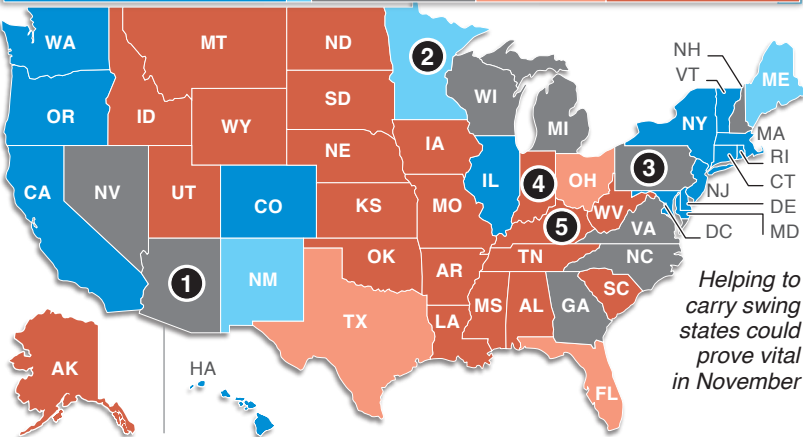 WA
MT
ND
2
NH
VT
ME
OR
ID
SD
WI
MI
NY
MA
WY
IA
RI
NE
3
CT
CA
NV
UT
CO
IL
4
OH
NJ
DE
KS
MO
WV
5
VA
DC
MD
1
NM
OK
AR
TN
NC
SC
Helping to
carry swing
states could
prove vital
in November
TX
LA
MS
AL
GA
AK
HA
FL